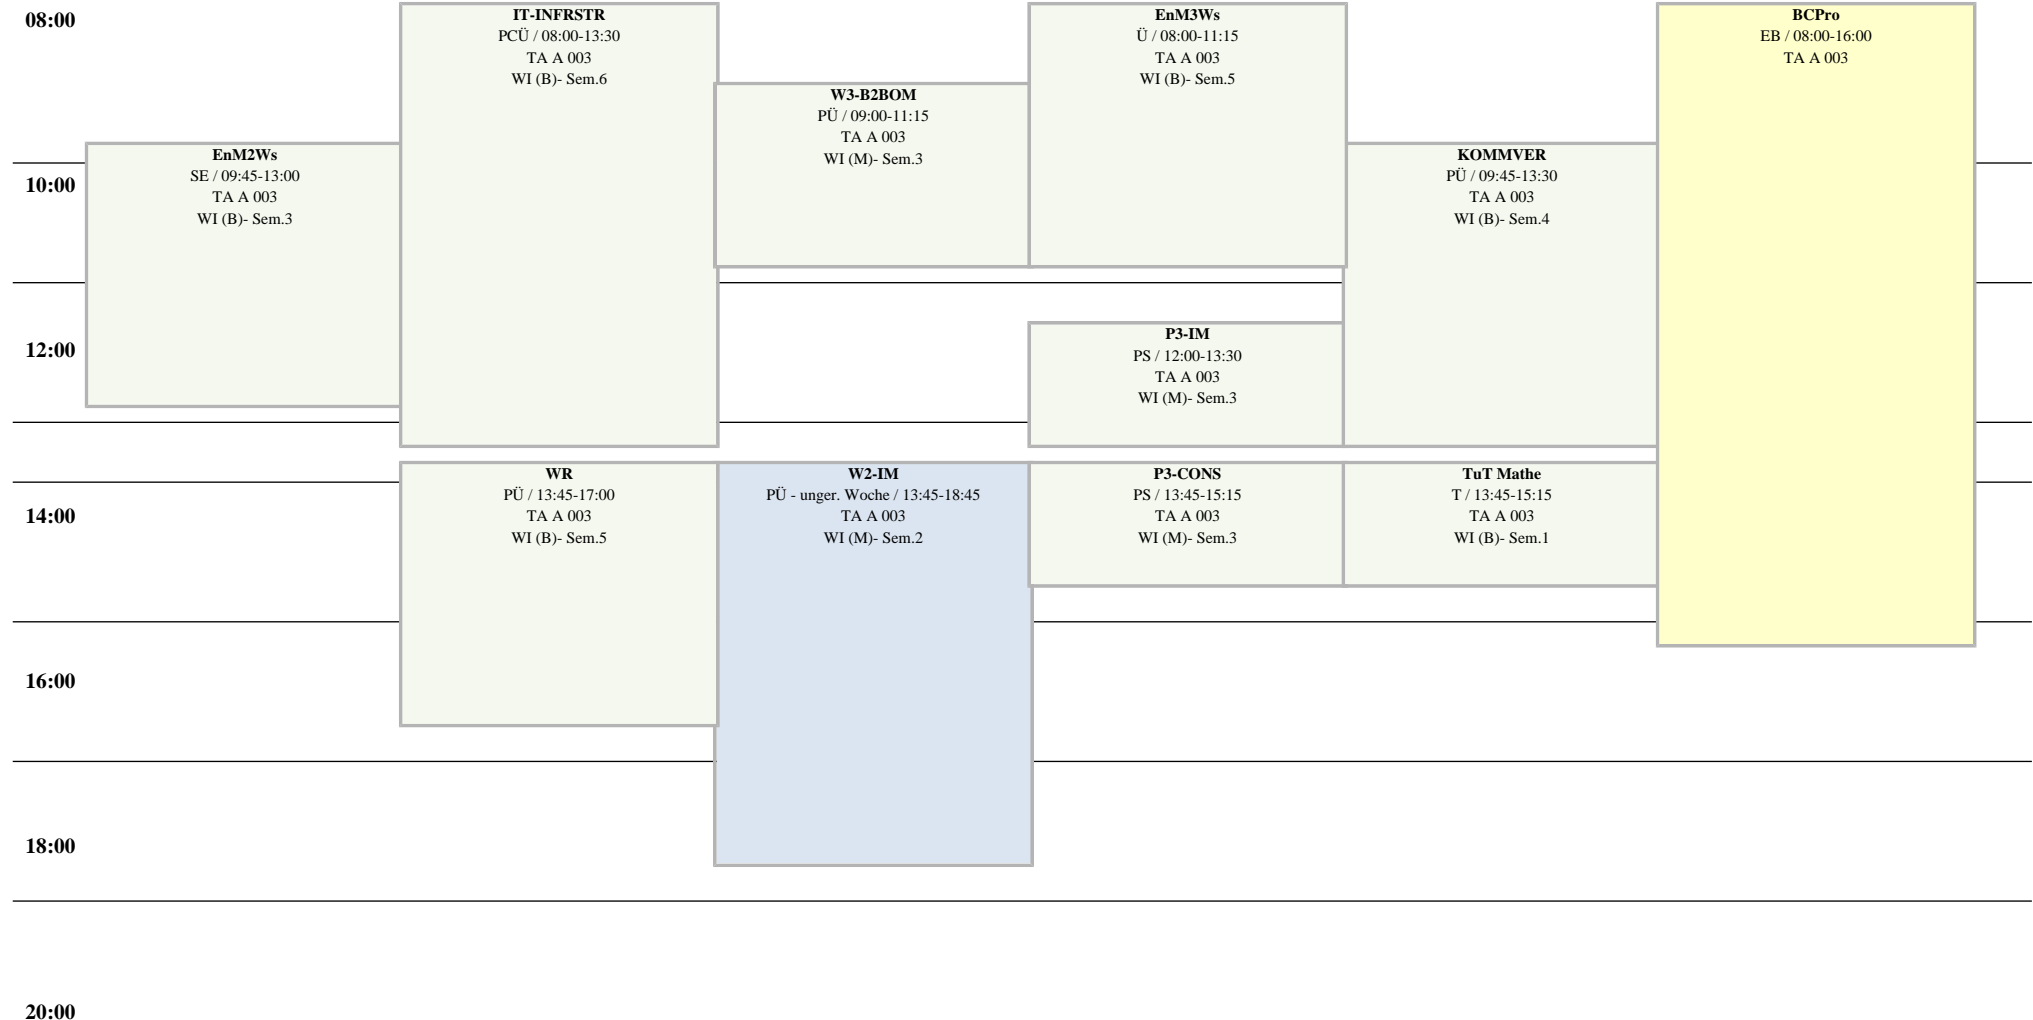 08:00
IT-INFRSTR
PCÜ / 08:00-13:30
TA A 003
WI (B)- Sem.6
EnM3Ws
Ü / 08:00-11:15
TA A 003
WI (B)- Sem.5
BCPro
EB / 08:00-16:00
TA A 003
W3-B2BOM
PÜ / 09:00-11:15
TA A 003
WI (M)- Sem.3
EnM2Ws
SE / 09:45-13:00
TA A 003
WI (B)- Sem.3
KOMMVER
PÜ / 09:45-13:30
TA A 003
WI (B)- Sem.4
10:00
P3-IM
PS / 12:00-13:30
TA A 003
WI (M)- Sem.3
12:00
WR
PÜ / 13:45-17:00
TA A 003
WI (B)- Sem.5
W2-IM
PÜ - unger. Woche / 13:45-18:45
TA A 003
WI (M)- Sem.2
P3-CONS
PS / 13:45-15:15
TA A 003
WI (M)- Sem.3
TuT Mathe
T / 13:45-15:15
TA A 003
WI (B)- Sem.1
14:00
16:00
18:00
20:00